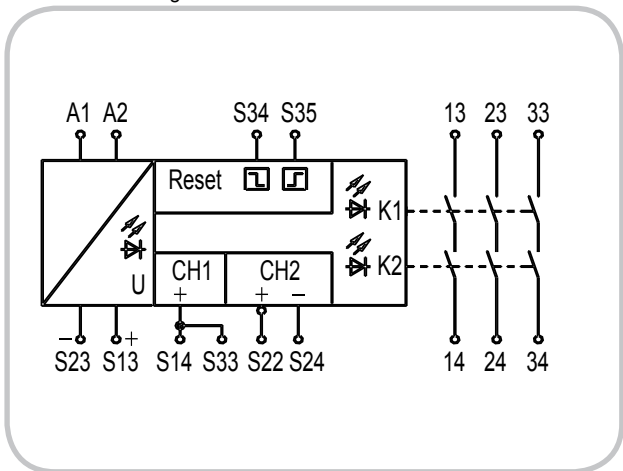 A1 A2 S34 S35 13 23 33
Reset
K1
K2
U
CH1 CH2
+ + −
− +
S23 S13 S14 S33 S22 S24 14 24 34